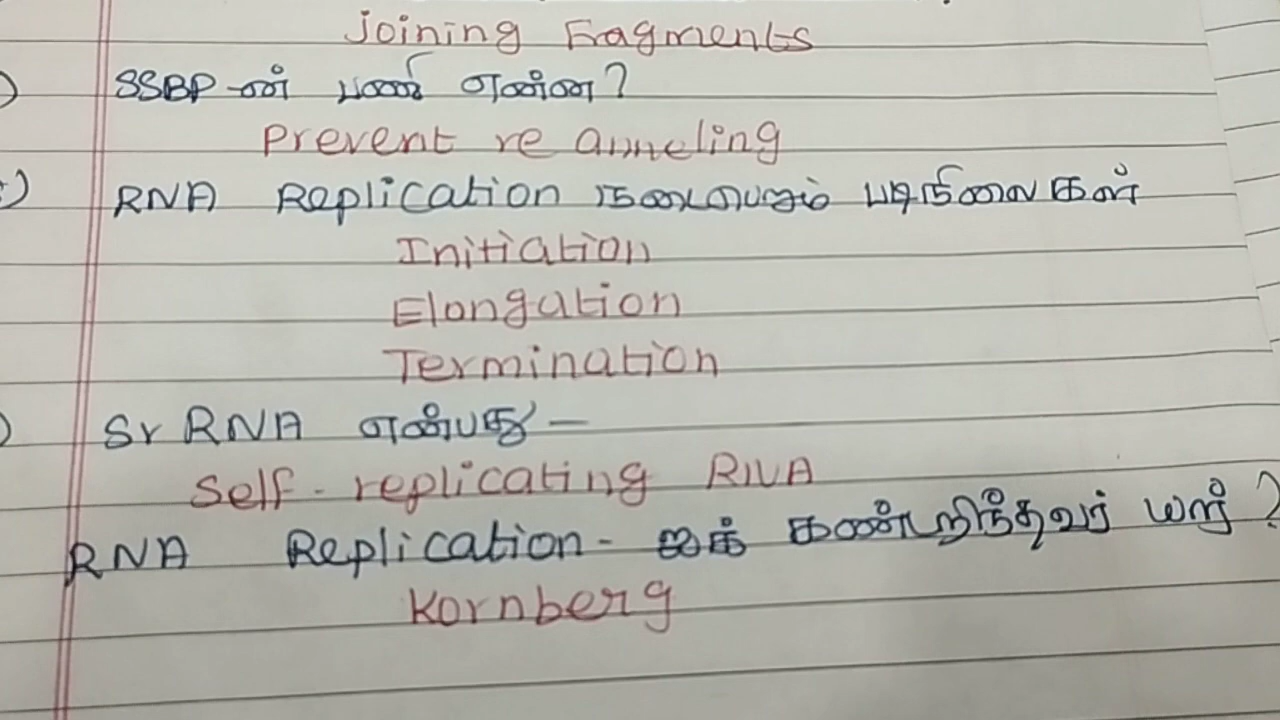 Joining Fragments
SSBP-ன் பணி என்ன?
Prevent re anneling
RNA Replication நடைபெறும் படிநிலைகள்
Initiation
Elongation
Termination
Sr RNA என்பது -
Self - replicating RNA
RNA Replication - ஐக் கண்டறிந்தவர் யார்?
Kornberg